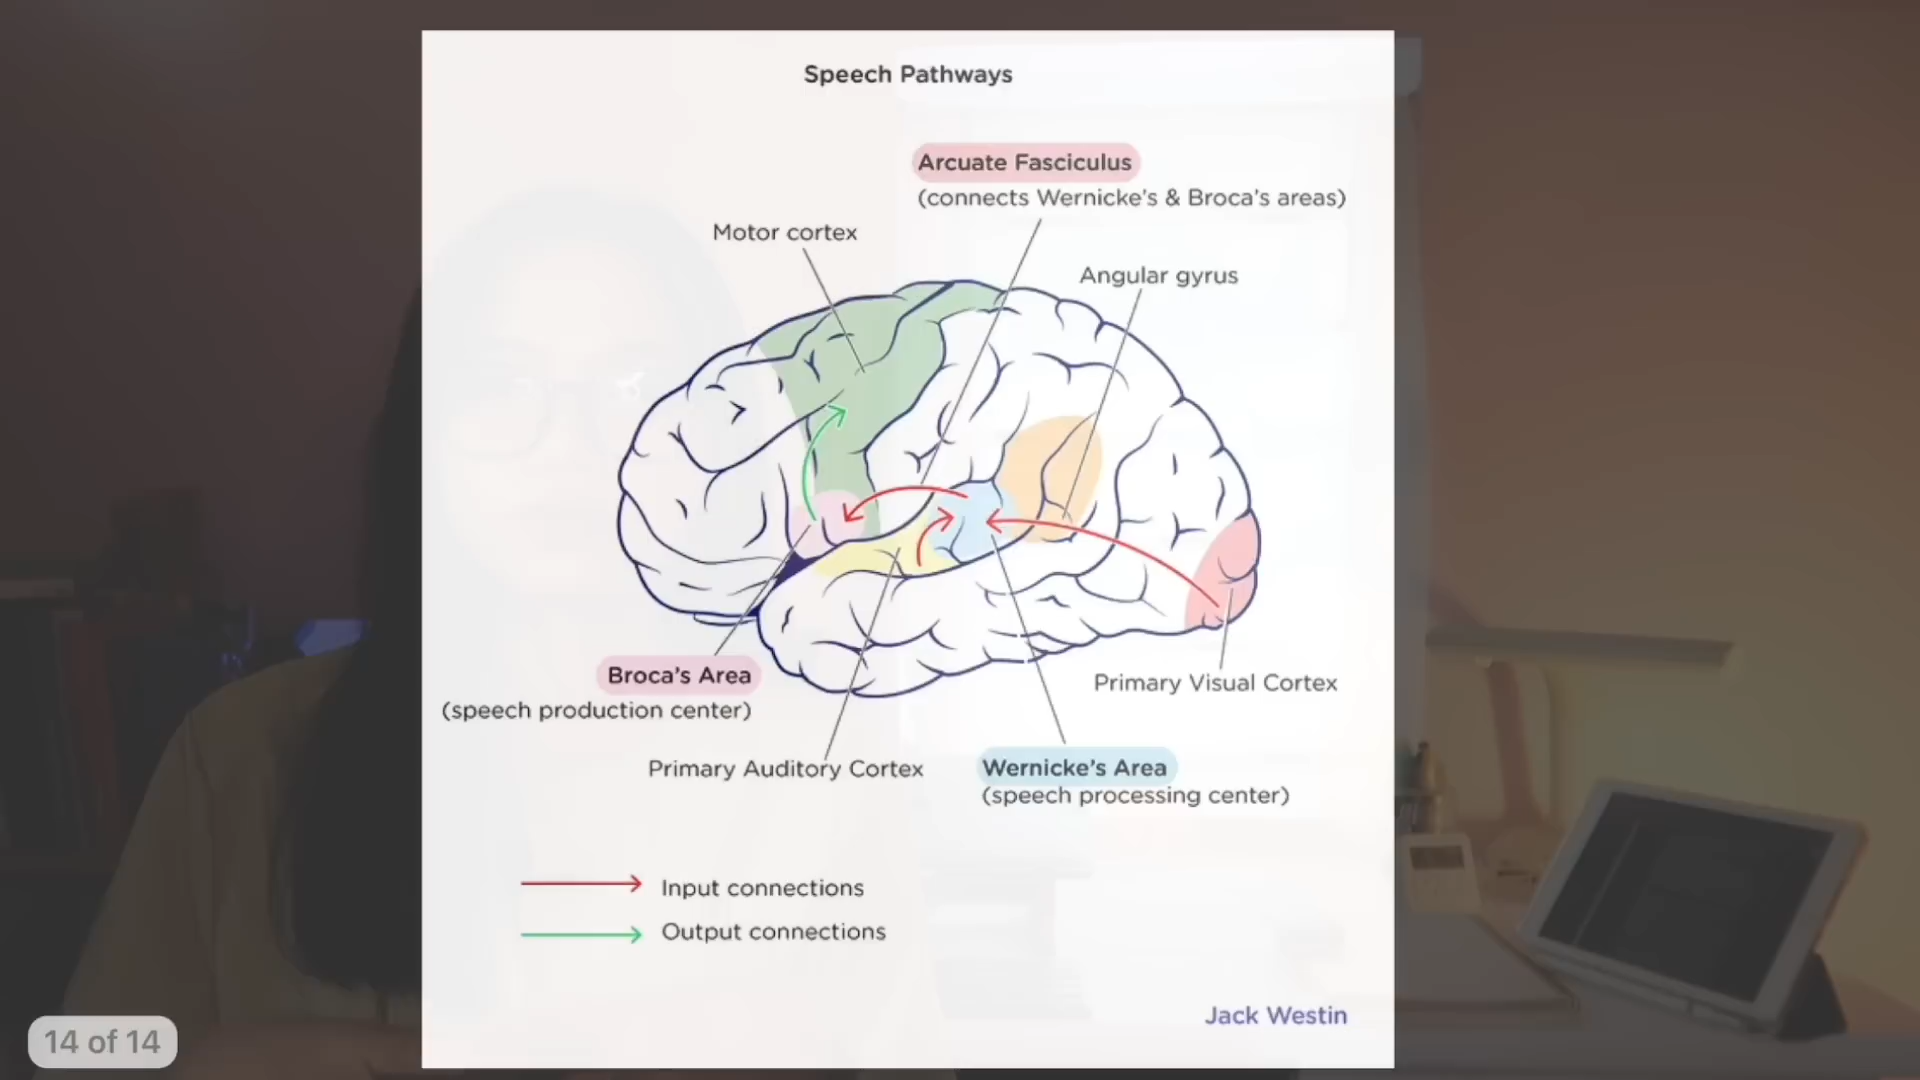 Speech Pathways
Arcuate Fasciculus
(connects Wernicke's & Broca's areas)
Motor cortex
Angular gyrus
Broca's Area
(speech production center)
Primary Visual Cortex
Primary Auditory Cortex
Wernicke's Area
(speech processing center)
Input connections
Output connections
Jack Westin
14 of 14